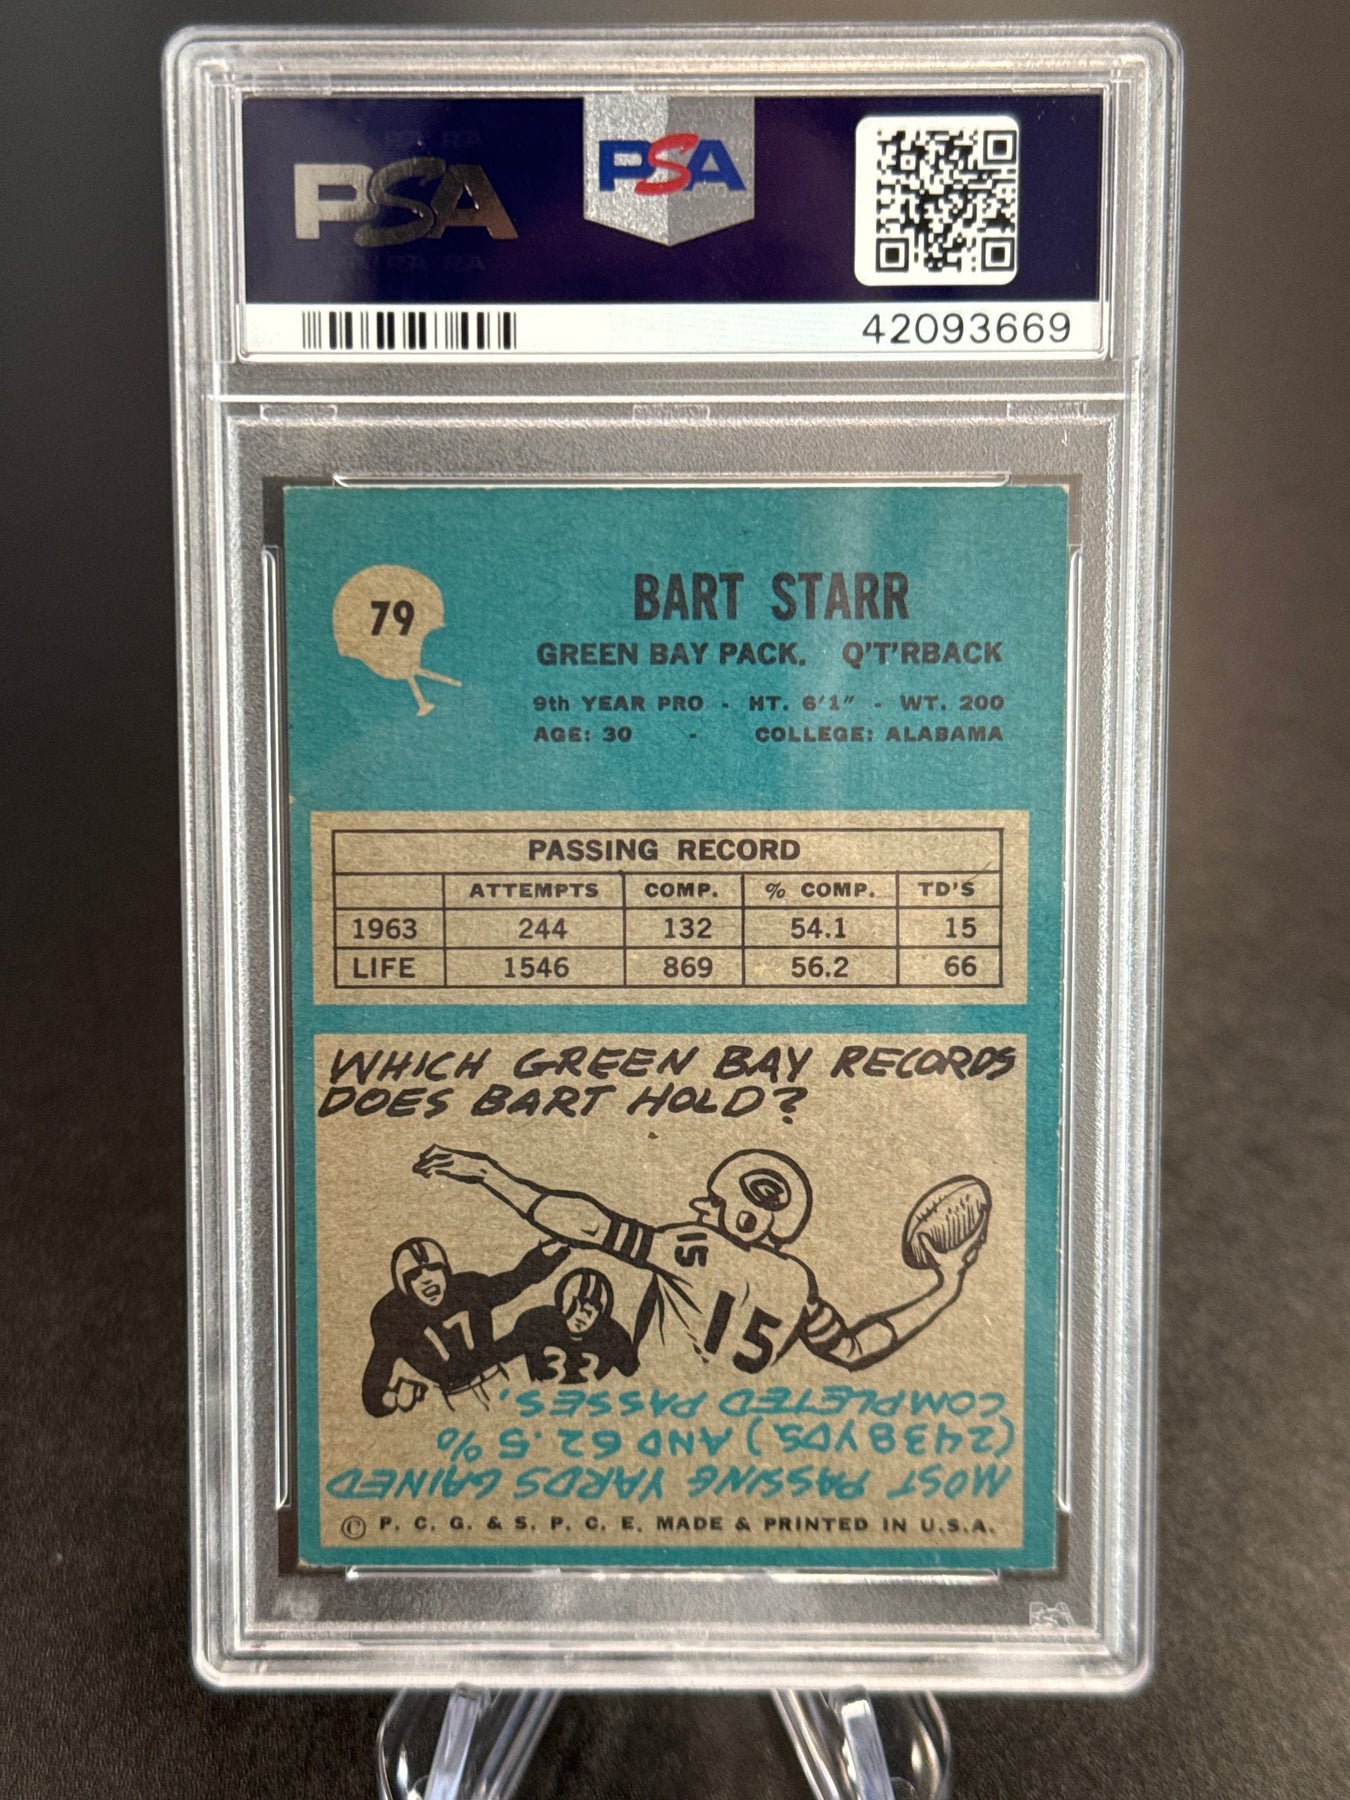 PSA
PSA
42093669
79
BART STARR
GREEN BAY PACK. Q'T'RBACK
9th YEAR PRO - HT. 6'1" - WT. 200
AGE: 30 - COLLEGE: ALABAMA
PASSING RECORD
ATTEMPTS COMP. % COMP. TD'S
1963 244 132 54.1 15
LIFE 1546 869 56.2 66
WHICH GREEN BAY RECORDS
DOES BART HOLD?
G
15
15
17
33
MOST PASSING YARDS GAINED
(2438 YDS.) AND 62.5%
COMPLETED PASSES.
© P. C. G. & S. P. C. E. MADE & PRINTED IN U.S.A.
PSA